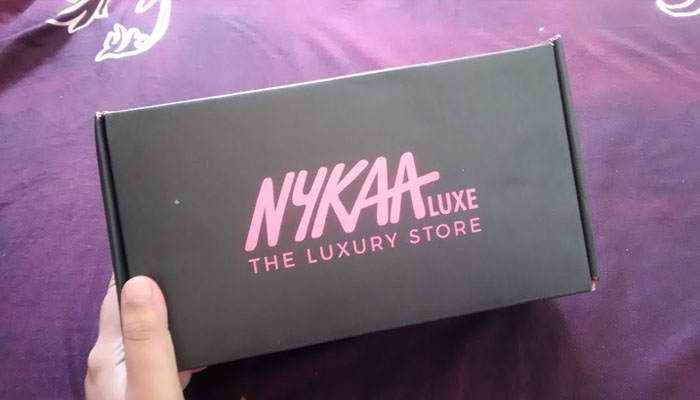 NYKAA LUXE
THE LUXURY STORE